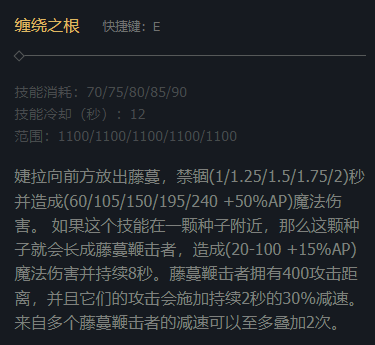 缠绕之根 快捷键：E
技能消耗：70/75/80/85/90
技能冷却（秒）：12
范围：1100/1100/1100/1100/1100
婕拉向前方放出藤蔓，禁锢(1/1.25/1.5/1.75/2)秒
并造成(60/105/150/195/240 +50%AP)魔法伤
害。 如果这个技能在一颗种子附近，那么这颗种
子就会长成藤蔓鞭击者，造成(20-100 +15%AP)
魔法伤害并持续8秒。藤蔓鞭击者拥有400攻击距
离，并且它们的攻击会施加持续2秒的30%减速。
来自多个藤蔓鞭击者的减速可以至多叠加2次。